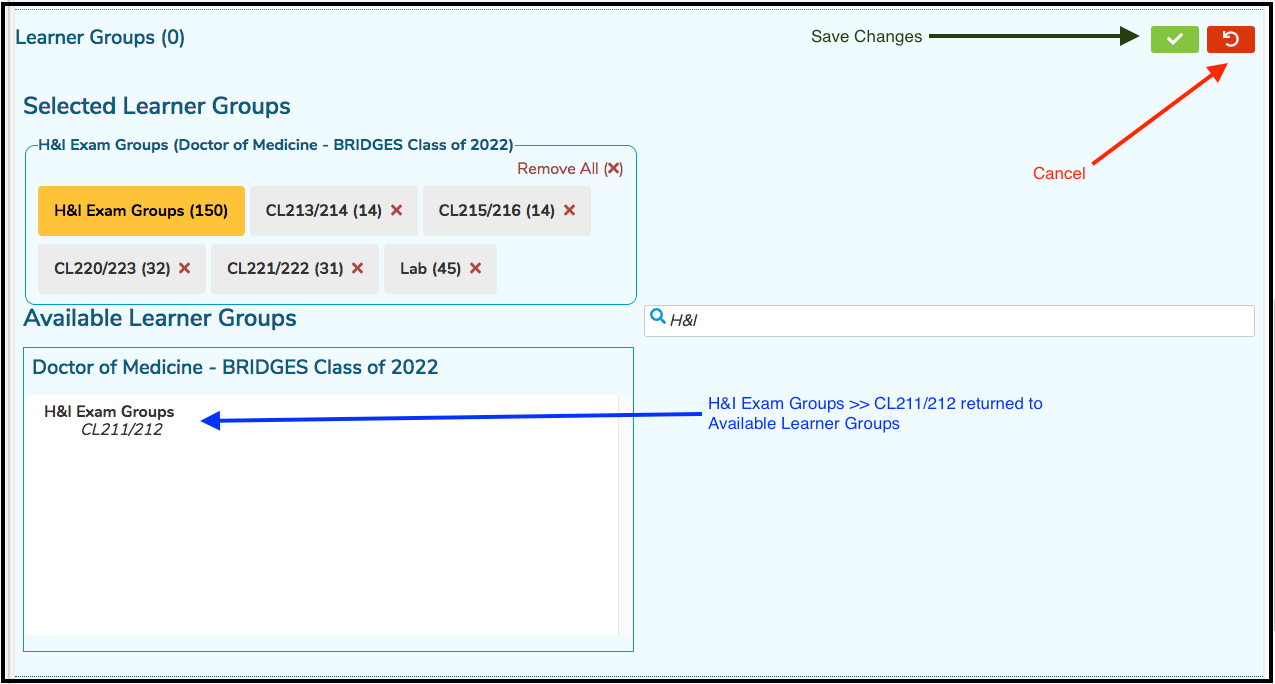 Learner Groups (0)
Save Changes
Cancel
Selected Learner Groups
H&I Exam Groups (Doctor of Medicine - BRIDGES Class of 2022)
Remove All (✕)
H&I Exam Groups (150)
CL213/214 (14) ✕
CL215/216 (14) ✕
CL220/223 (32) ✕
CL221/222 (31) ✕
Lab (45) ✕
Available Learner Groups
H&I
Doctor of Medicine - BRIDGES Class of 2022
H&I Exam Groups
CL211/212
H&I Exam Groups >> CL211/212 returned to
Available Learner Groups